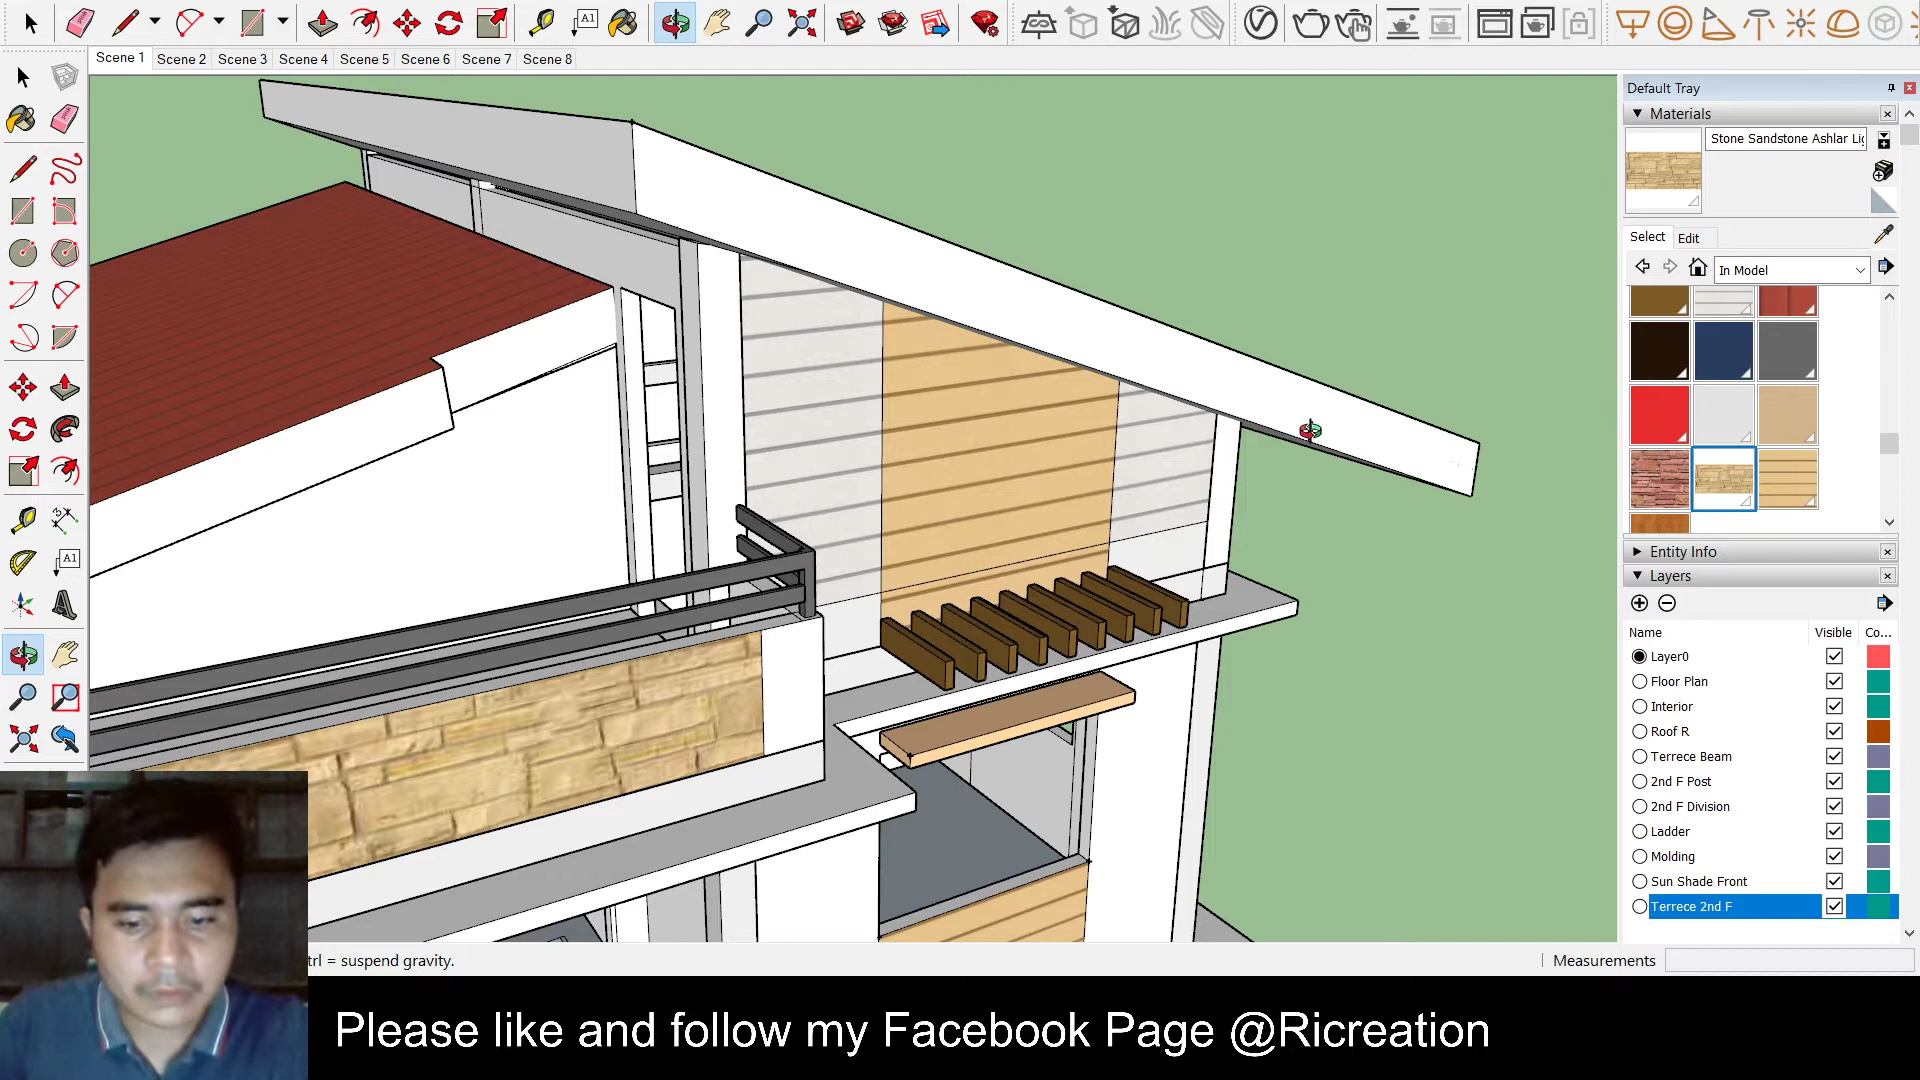 A1
Scene 1 Scene 2 Scene 3 Scene 4 Scene 5 Scene 6 Scene 7 Scene 8
Default Tray
Materials
Stone Sandstone Ashlar Lig
Select Edit
In Model
A1
Entity Info
Layers
Name Visible Co...
Layer0
Floor Plan
Interior
Roof R
Terrece Beam
2nd F Post
2nd F Division
Ladder
Molding
Sun Shade Front
Terrece 2nd F
trl = suspend gravity.
Measurements
Please like and follow my Facebook Page @Ricreation